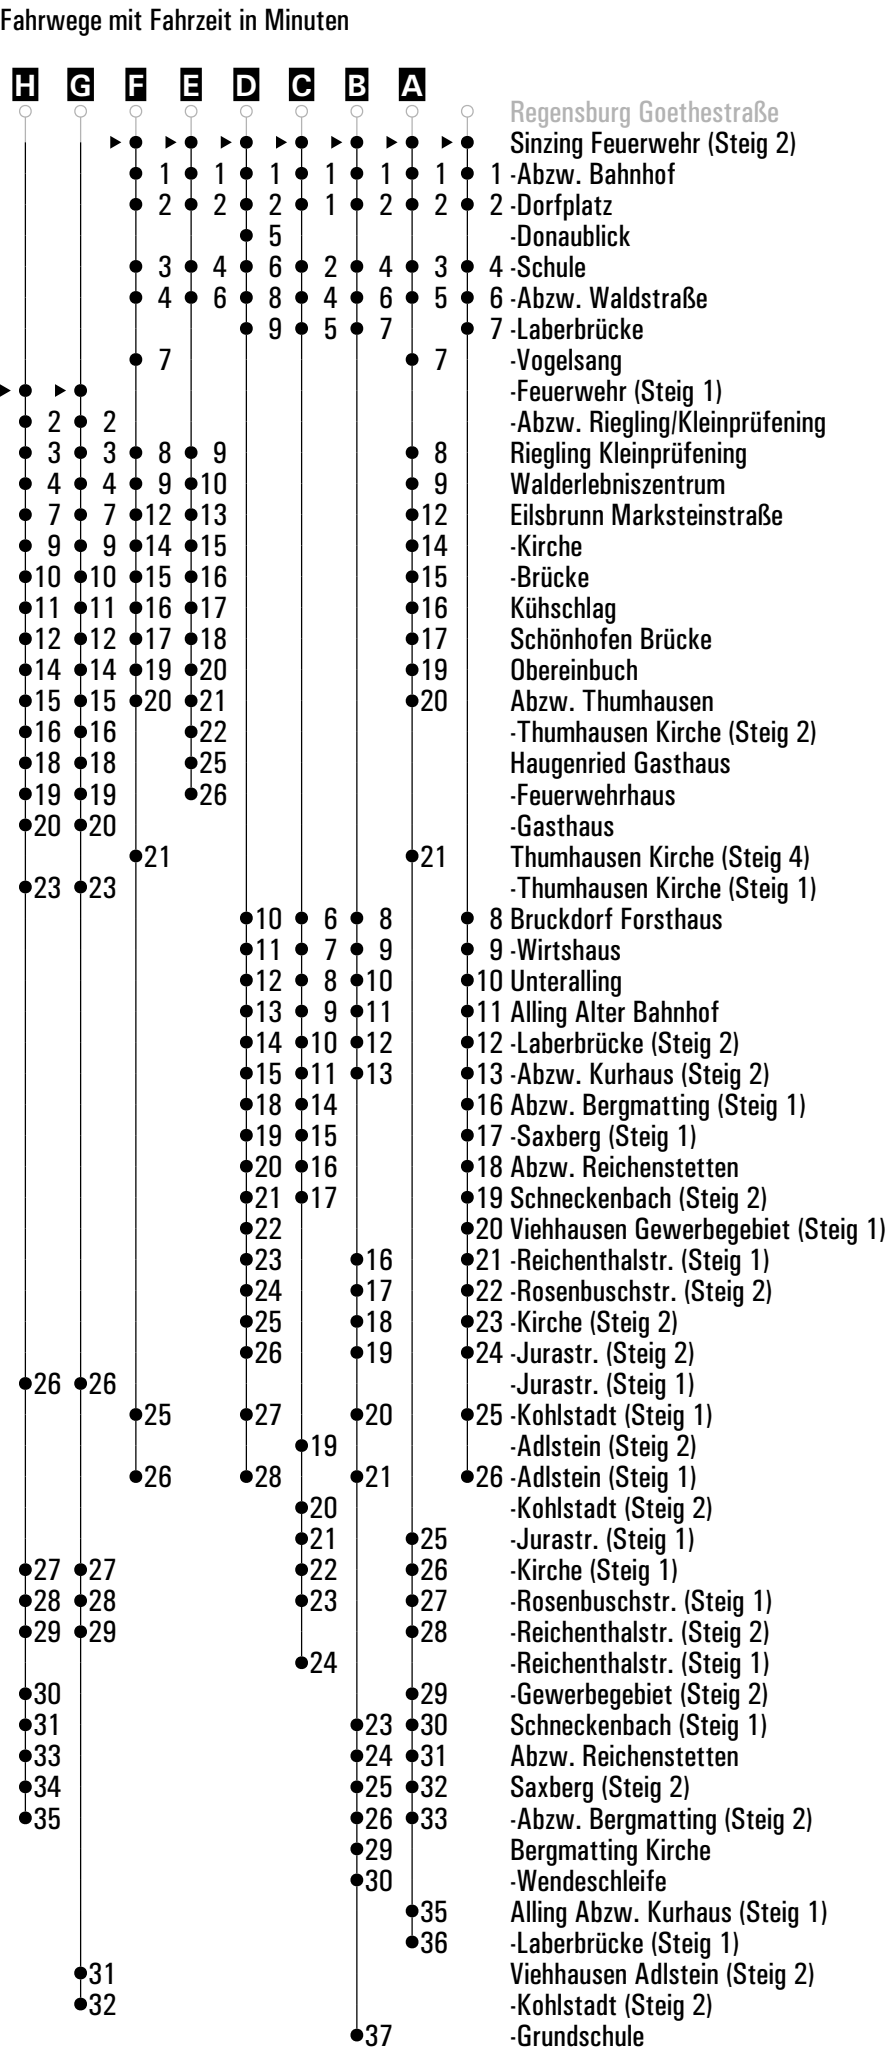 Fahrwege mit Fahrzeit in Minuten
H G F E D C B A
Regensburg Goethestraße
Sinzing Feuerwehr (Steig 2)
1 1 1 1 1 1 1 -Abzw. Bahnhof
2 2 2 1 2 2 2 -Dorfplatz
5 -Donaublick
3 4 6 2 4 3 4 -Schule
4 6 8 4 6 5 6 -Abzw. Waldstraße
9 5 7 7 -Laberbrücke
7 7 -Vogelsang
-Feuerwehr (Steig 1)
2 2 -Abzw. Riegling/Kleinprüfening
3 3 8 9 8 Riegling Kleinprüfening
4 4 9 10 9 Walderlebniszentrum
7 7 12 13 12 Eilsbrunn Marksteinstraße
9 9 14 15 14 -Kirche
10 10 15 16 15 -Brücke
11 11 16 17 16 Kühschlag
12 12 17 18 17 Schönhofen Brücke
14 14 19 20 19 Obereinbuch
15 15 20 21 20 Abzw. Thumhausen
16 16 22 -Thumhausen Kirche (Steig 2)
18 18 25 Haugenried Gasthaus
19 19 26 -Feuerwehrhaus
20 20 -Gasthaus
21 21 Thumhausen Kirche (Steig 4)
23 23 -Thumhausen Kirche (Steig 1)
10 6 8 8 Bruckdorf Forsthaus
11 7 9 9 -Wirtshaus
12 8 10 10 Unteralling
13 9 11 11 Alling Alter Bahnhof
14 10 12 12 -Laberbrücke (Steig 2)
15 11 13 13 -Abzw. Kurhaus (Steig 2)
18 14 16 Abzw. Bergmatting (Steig 1)
19 15 17 -Saxberg (Steig 1)
20 16 18 Abzw. Reichenstetten
21 17 19 Schneckenbach (Steig 2)
22 20 Viehhausen Gewerbegebiet (Steig 1)
23 16 21 -Reichenthalstr. (Steig 1)
24 17 22 -Rosenbuschstr. (Steig 2)
25 18 23 -Kirche (Steig 2)
26 19 24 -Jurastr. (Steig 2)
26 26 -Jurastr. (Steig 1)
25 27 20 25 -Kohlstadt (Steig 1)
19 -Adlstein (Steig 2)
26 28 21 26 -Adlstein (Steig 1)
20 -Kohlstadt (Steig 2)
21 25 -Jurastr. (Steig 1)
27 27 22 26 -Kirche (Steig 1)
28 28 23 27 -Rosenbuschstr. (Steig 1)
29 29 28 -Reichenthalstr. (Steig 2)
24 -Reichenthalstr. (Steig 1)
30 29 -Gewerbegebiet (Steig 2)
31 23 30 Schneckenbach (Steig 1)
33 24 31 Abzw. Reichenstetten
34 25 32 Saxberg (Steig 2)
35 26 33 -Abzw. Bergmatting (Steig 2)
29 Bergmatting Kirche
30 -Wendeschleife
35 Alling Abzw. Kurhaus (Steig 1)
36 -Laberbrücke (Steig 1)
31 Viehhausen Adlstein (Steig 2)
32 -Kohlstadt (Steig 2)
37 -Grundschule